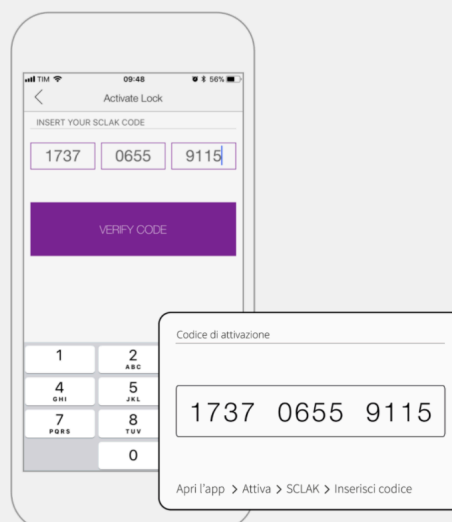 TIM 09:48 56%
Activate Lock
INSERT YOUR SCLAK CODE
1737 0655 9115
VERIFY CODE
1 2
ABC
4 5
GHI JKL
7 8
PQRS TUV
0
Codice di attivazione
1737 0655 9115
Apri l'app > Attiva > SCLAK > Inserisci codice